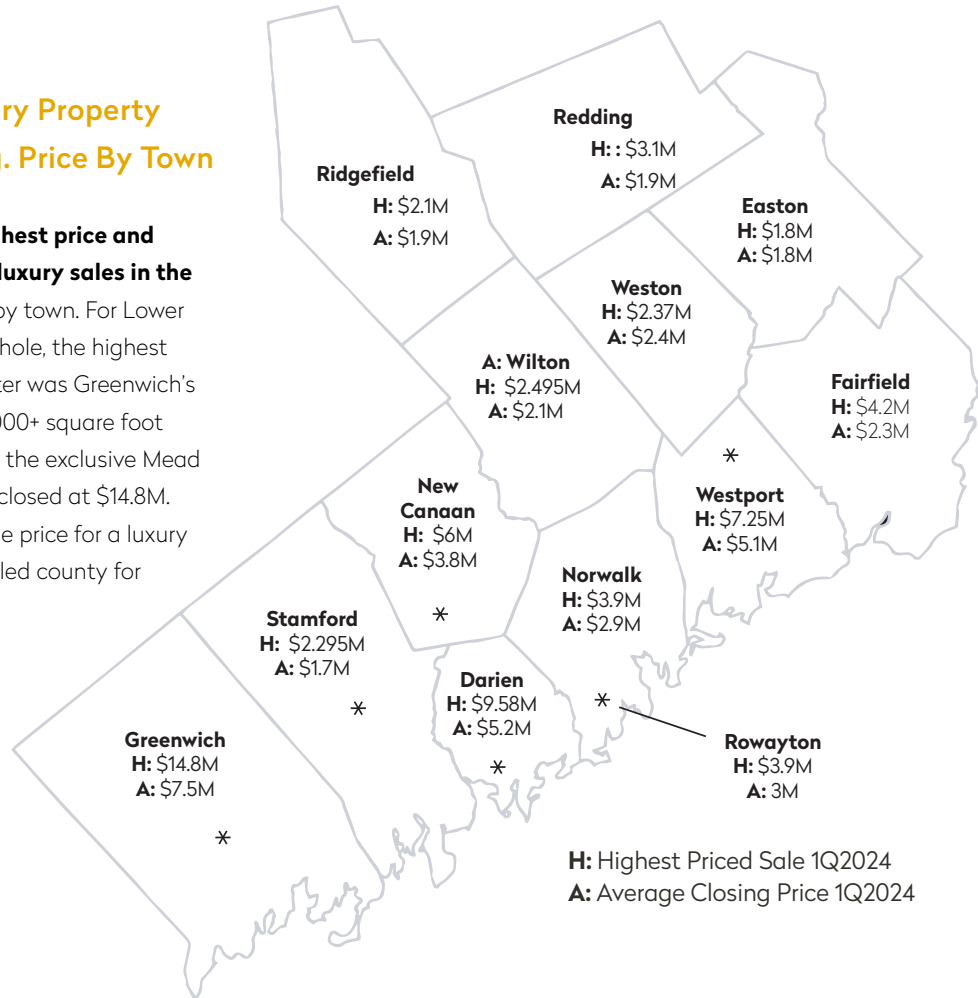 ry Property
. Price By Town
hest price and
luxury sales in the
by town. For Lower
hole, the highest
ter was Greenwich's
000+ square foot
the exclusive Mead
closed at $14.8M.
e price for a luxury
led county for
Ridgefield
H: $2.1M
A: $1.9M
Redding
H: : $3.1M
A: $1.9M
Easton
H: $1.8M
A: $1.8M
Weston
H: $2.37M
A: $2.4M
A: Wilton
H: $2.495M
A: $2.1M
Fairfield
H: $4.2M
A: $2.3M
New
Canaan
H: $6M
A: $3.8M
*
*
Westport
H: $7.25M
A: $5.1M
Norwalk
H: $3.9M
A: $2.9M
*
Stamford
H: $2.295M
A: $1.7M
*
Darien
H: $9.58M
A: $5.2M
*
Greenwich
H: $14.8M
A: $7.5M
*
Rowayton
H: $3.9M
A: 3M
H: Highest Priced Sale 1Q2024
A: Average Closing Price 1Q2024